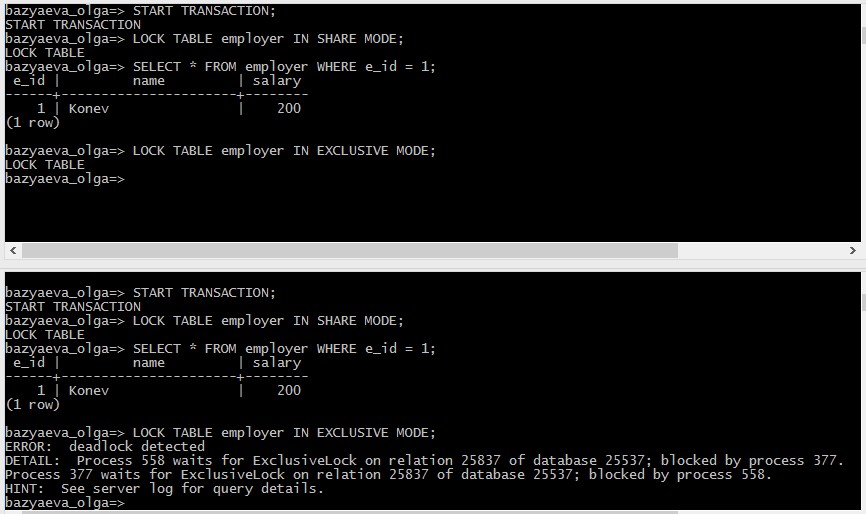 bazyaeva_olga=> START TRANSACTION;
START TRANSACTION
bazyaeva_olga=> LOCK TABLE employer IN SHARE MODE;
LOCK TABLE
bazyaeva_olga=> SELECT * FROM employer WHERE e_id = 1;
 e_id |         name         | salary
------+----------------------+--------
    1 | Konev                |    200
(1 row)

bazyaeva_olga=> LOCK TABLE employer IN EXCLUSIVE MODE;
LOCK TABLE
bazyaeva_olga=>

bazyaeva_olga=> START TRANSACTION;
START TRANSACTION
bazyaeva_olga=> LOCK TABLE employer IN SHARE MODE;
LOCK TABLE
bazyaeva_olga=> SELECT * FROM employer WHERE e_id = 1;
 e_id |         name         | salary
------+----------------------+--------
    1 | Konev                |    200
(1 row)

bazyaeva_olga=> LOCK TABLE employer IN EXCLUSIVE MODE;
ERROR:  deadlock detected
DETAIL:  Process 558 waits for ExclusiveLock on relation 25837 of database 25537; blocked by process 377.
Process 377 waits for ExclusiveLock on relation 25837 of database 25537; blocked by process 558.
HINT:  See server log for query details.
bazyaeva_olga=>